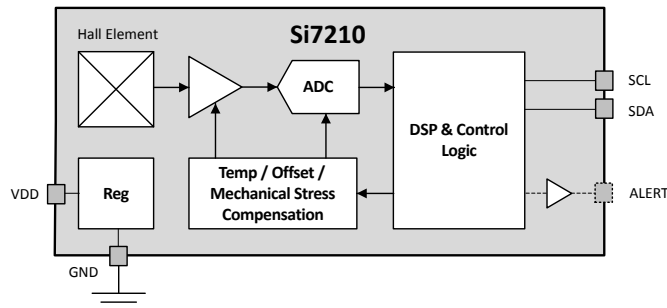 Si7210
Hall Element
ADC
DSP & Control
Logic
SCL
SDA
Temp / Offset /
Mechanical Stress
Compensation
Reg
VDD
ALERT
GND